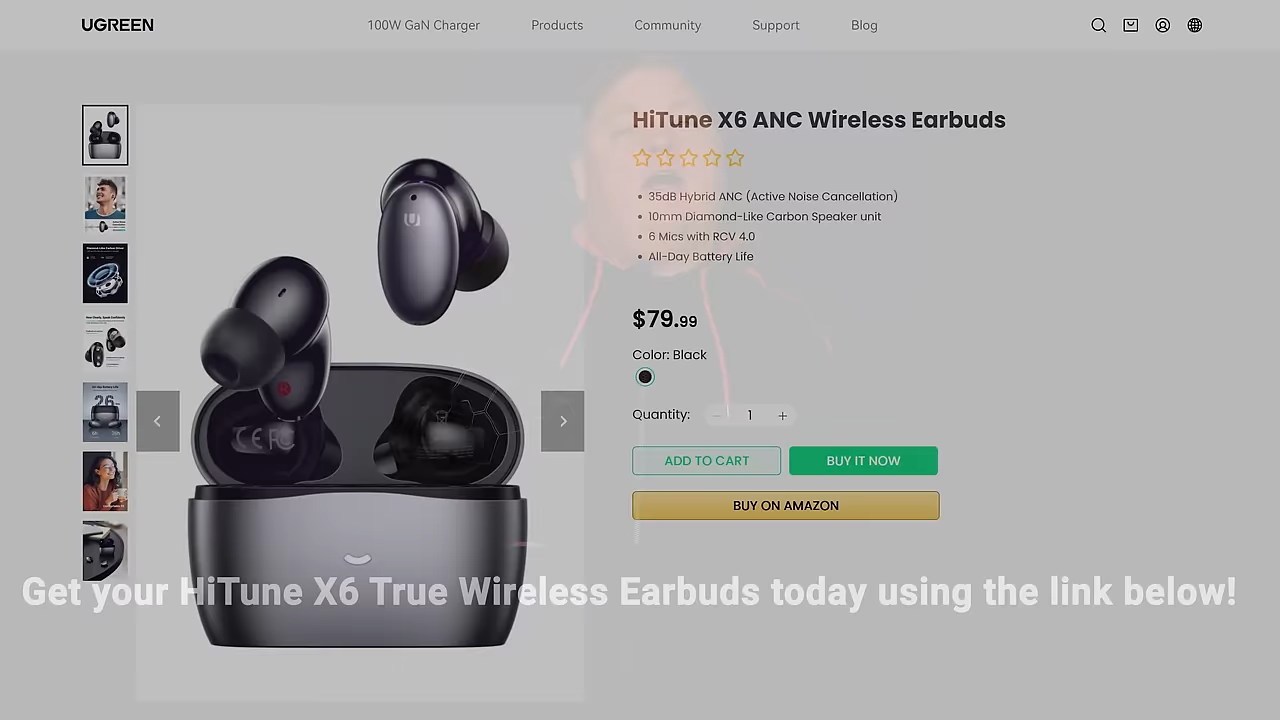 UGREEN
100W GaN Charger Products Community Support Blog
HiTune X6 ANC Wireless Earbuds
35dB Hybrid ANC (Active Noise Cancellation)
10mm Diamond-Like Carbon Speaker unit
6 Mics with RCV 4.0
All-Day Battery Life
$79.99
Color: Black
Quantity: − 1 +
ADD TO CART BUY IT NOW
BUY ON AMAZON
U
R
CE FC
26
Get your HiTune X6 True Wireless Earbuds today using the link below!